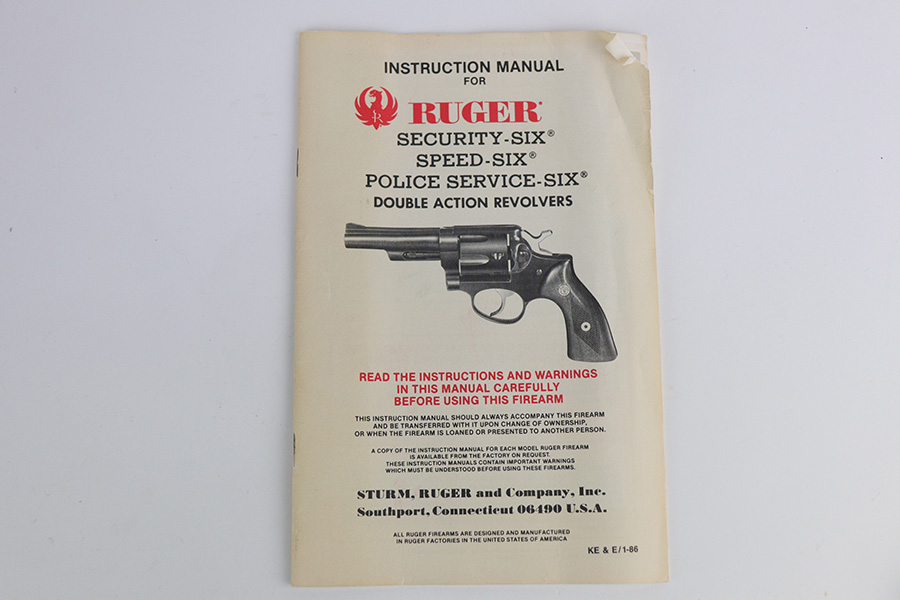 INSTRUCTION MANUAL
FOR
RUGER®
SECURITY-SIX®
SPEED-SIX®
POLICE SERVICE-SIX®
DOUBLE ACTION REVOLVERS
READ THE INSTRUCTIONS AND WARNINGS
IN THIS MANUAL CAREFULLY
BEFORE USING THIS FIREARM
THIS INSTRUCTION MANUAL SHOULD ALWAYS ACCOMPANY THIS FIREARM
AND BE TRANSFERRED WITH IT UPON CHANGE OF OWNERSHIP,
OR WHEN THE FIREARM IS LOANED OR PRESENTED TO ANOTHER PERSON.
A COPY OF THE INSTRUCTION MANUAL FOR EACH MODEL RUGER FIREARM
IS AVAILABLE FROM THE FACTORY ON REQUEST.
THESE INSTRUCTION MANUALS CONTAIN IMPORTANT WARNINGS
WHICH MUST BE UNDERSTOOD BEFORE USING THESE FIREARMS.
STURM, RUGER and Company, Inc.
Southport, Connecticut 06490 U.S.A.
ALL RUGER FIREARMS ARE DESIGNED AND MANUFACTURED
IN RUGER FACTORIES IN THE UNITED STATES OF AMERICA
KE & E/1-86